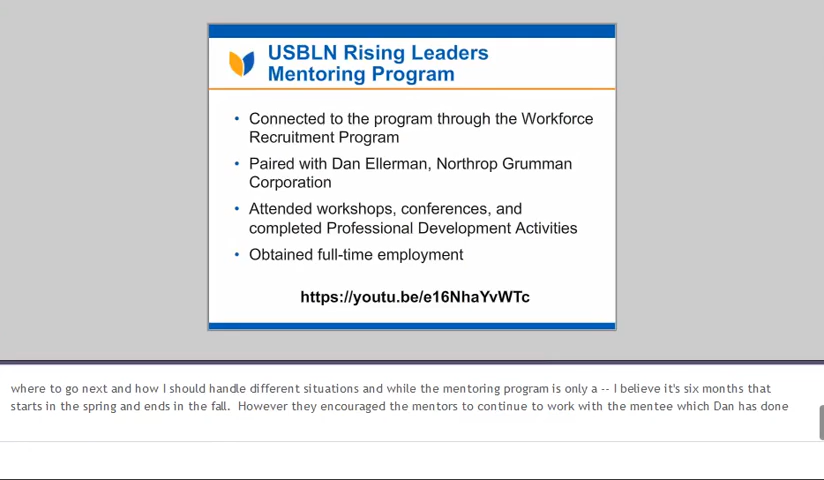 USBLN Rising Leaders
Mentoring Program
• Connected to the program through the Workforce
Recruitment Program
• Paired with Dan Ellerman, Northrop Grumman
Corporation
• Attended workshops, conferences, and
completed Professional Development Activities
• Obtained full-time employment
https://youtu.be/e16NhaYvWTc
where to go next and how I should handle different situations and while the mentoring program is only a -- I believe it's six months that
starts in the spring and ends in the fall.  However they encouraged the mentors to continue to work with the mentee which Dan has done